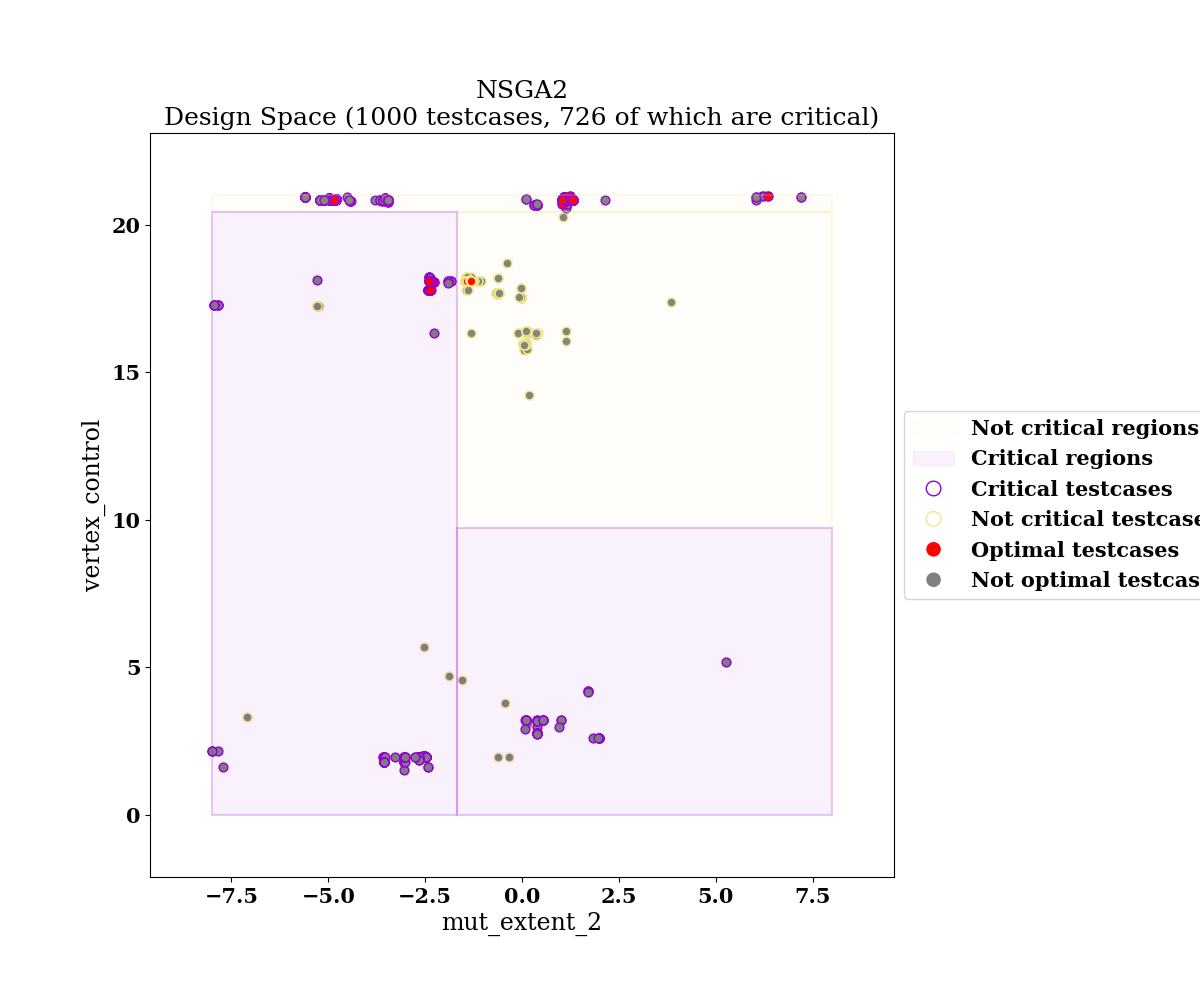 NSGA2
Design Space (1000 testcases, 726 of which are critical)
20
15
10
5
0
vertex_control
−7.5
−5.0
−2.5
0.0
2.5
5.0
7.5
mut_extent_2
Not critical regions
Critical regions
Critical testcases
Not critical testcase
Optimal testcases
Not optimal testcas